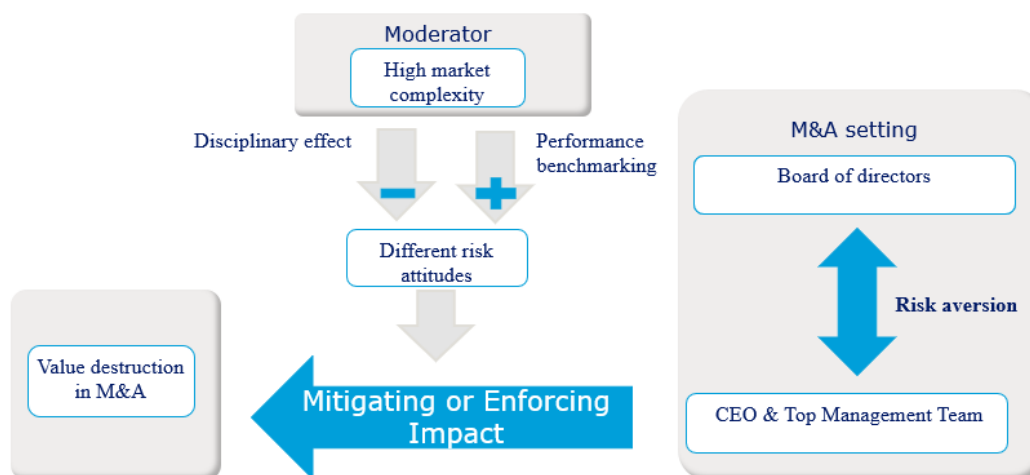 Moderator
High market
complexity
Disciplinary effect
Performance
benchmarking
Different risk
attitudes
M&A setting
Board of directors
Risk aversion
CEO & Top Management Team
Mitigating or Enforcing
Impact
Value destruction
in M&A